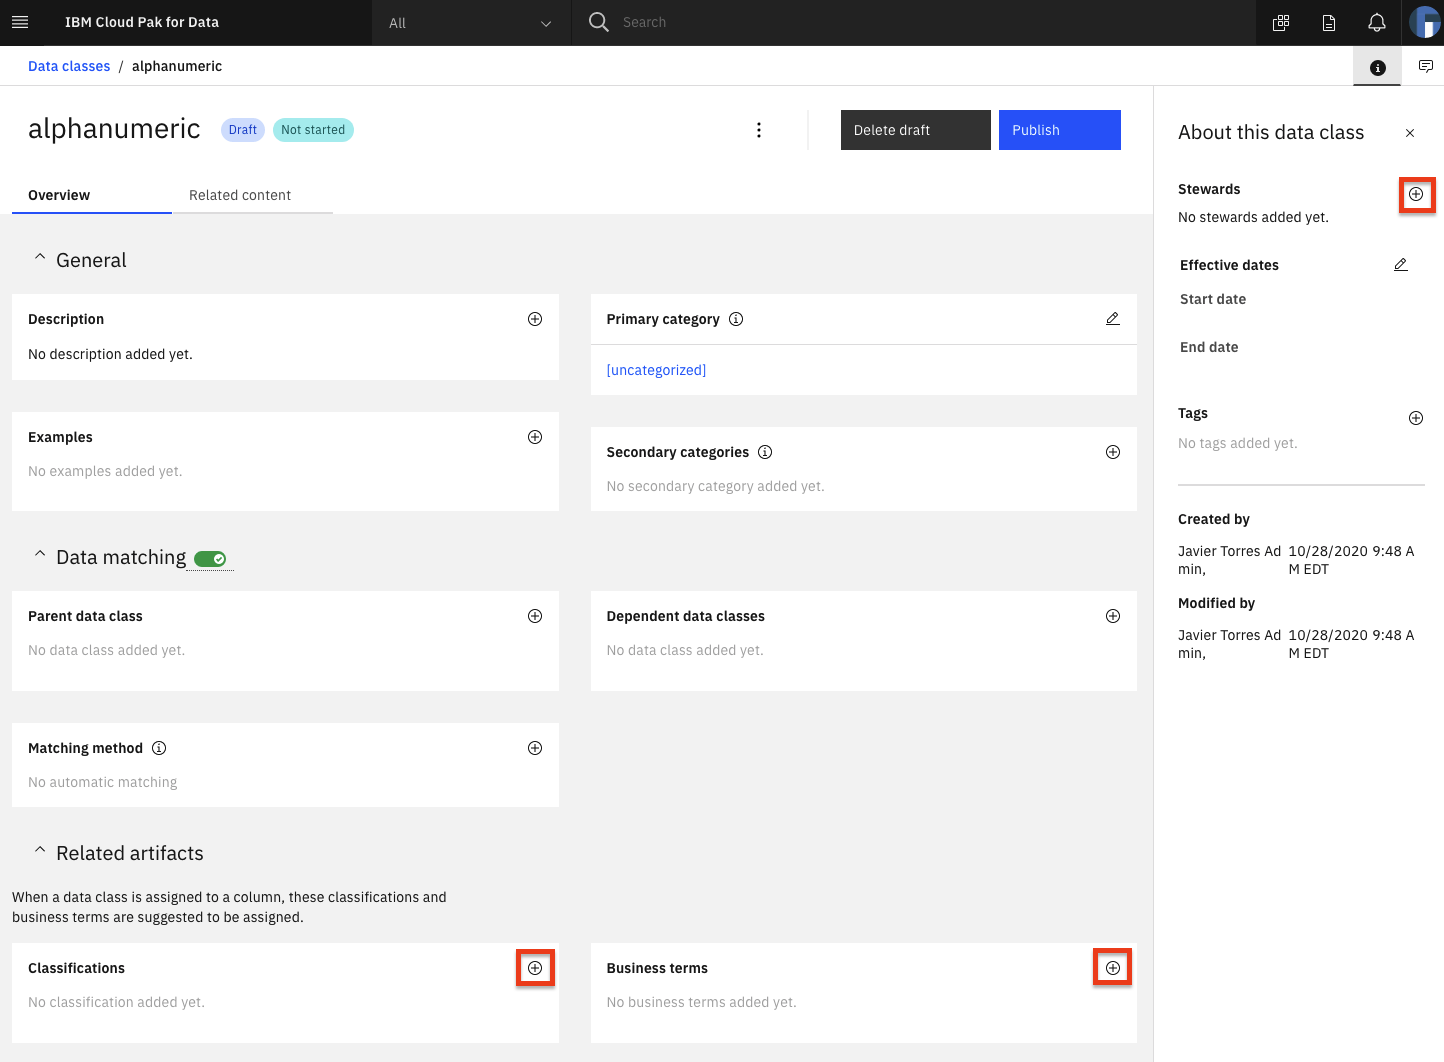 IBM Cloud Pak for Data
All
Search
Data classes / alphanumeric
alphanumeric
Draft
Not started
Delete draft
Publish
Overview
Related content
General
Description
No description added yet.
Primary category
[uncategorized]
Examples
No examples added yet.
Secondary categories
No secondary category added yet.
Data matching
Parent data class
No data class added yet.
Dependent data classes
No data class added yet.
Matching method
No automatic matching
Related artifacts
When a data class is assigned to a column, these classifications and
business terms are suggested to be assigned.
Classifications
No classification added yet.
Business terms
No business terms added yet.
About this data class
Stewards
No stewards added yet.
Effective dates
Start date
End date
Tags
No tags added yet.
Created by
Javier Torres Ad 10/28/2020 9:48 A
min, M EDT
Modified by
Javier Torres Ad 10/28/2020 9:48 A
min, M EDT